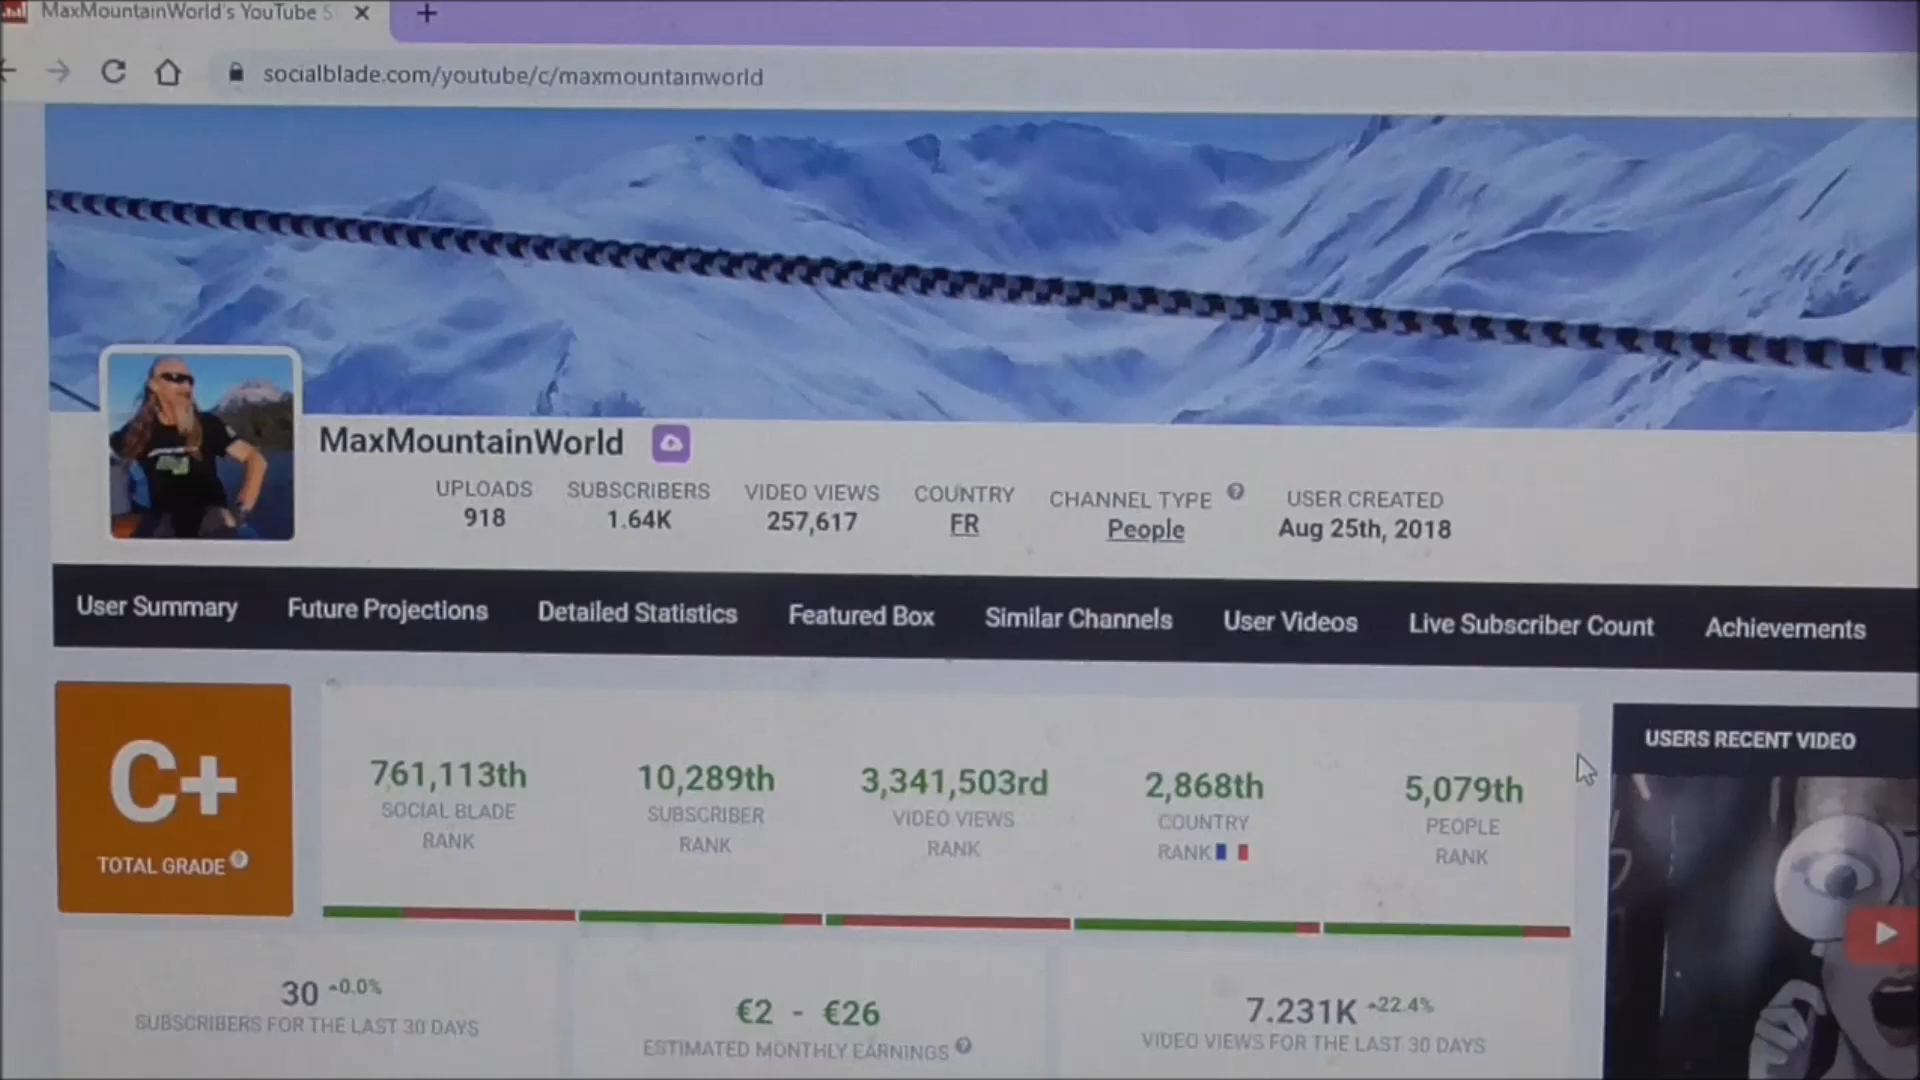 MaxMountainWorld's YouTube S
socialblade.com/youtube/c/maxmountainworld
MaxMountainWorld
UPLOADS
918
SUBSCRIBERS
1.64K
VIDEO VIEWS
257,617
COUNTRY
FR
CHANNEL TYPE
People
USER CREATED
Aug 25th, 2018
User Summary
Future Projections
Detailed Statistics
Featured Box
Similar Channels
User Videos
Live Subscriber Count
Achievements
C+
TOTAL GRADE
761,113th
SOCIAL BLADE
RANK
10,289th
SUBSCRIBER
RANK
3,341,503rd
VIDEO VIEWS
RANK
2,868th
COUNTRY
RANK
5,079th
PEOPLE
RANK
USERS RECENT VIDEO
30 -0.0%
SUBSCRIBERS FOR THE LAST 30 DAYS
€2 - €26
ESTIMATED MONTHLY EARNINGS
7.231K -22.4%
VIDEO VIEWS FOR THE LAST 30 DAYS